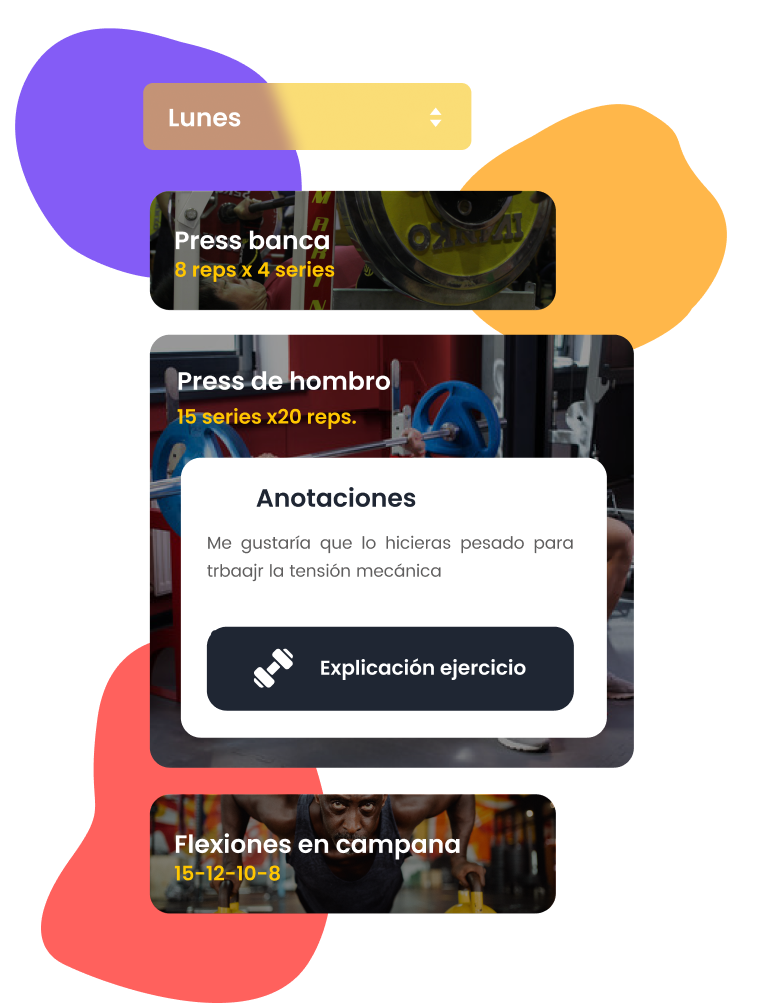 Lunes
Press banca
8 reps x 4 series
Press de hombro
15 series x20 reps.
Anotaciones
Me gustaría que lo hicieras pesado para
trbaajr la tensión mecánica
Explicación ejercicio
Flexiones en campana
15-12-10-8